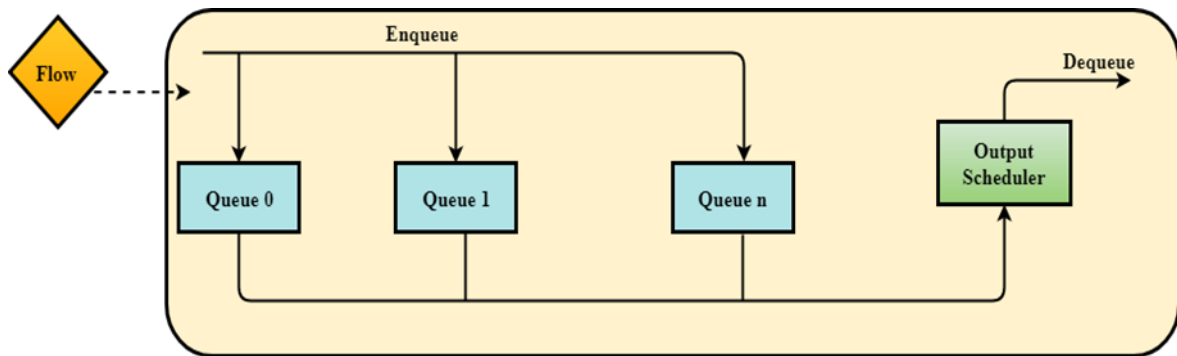 Enqueue
Dequeue
Flow
Output
Scheduler
Queue 0
Queue 1
Queue n